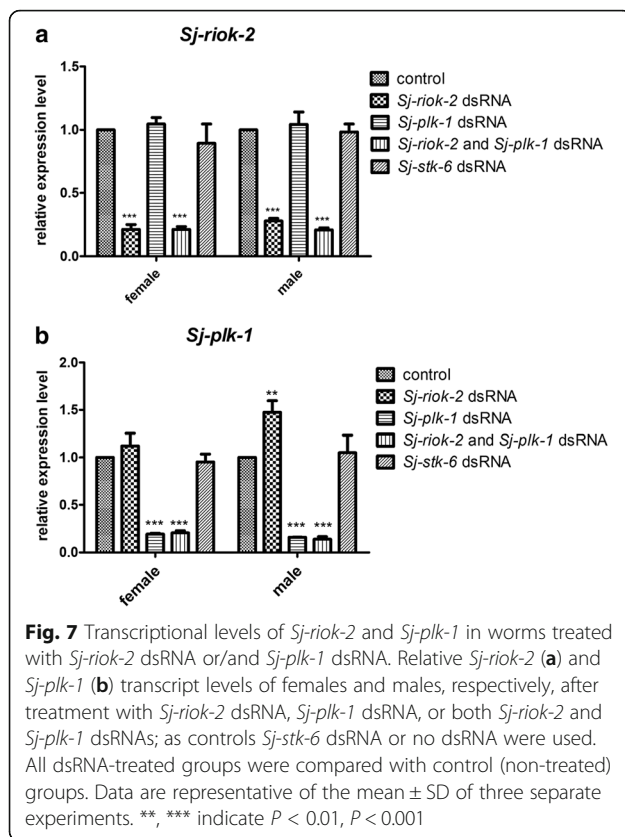 a
Sj-riok-2
relative expression level
1.5
1.0
0.5
0.0
***
***
***
***
female
male
control
Sj-riok-2 dsRNA
Sj-plk-1 dsRNA
Sj-riok-2 and Sj-plk-1 dsRNA
Sj-stk-6 dsRNA
b
Sj-plk-1
relative expression level
2.0
1.5
1.0
0.5
0.0
***
***
**
***
***
female
male
control
Sj-riok-2 dsRNA
Sj-plk-1 dsRNA
Sj-riok-2 and Sj-plk-1 dsRNA
Sj-stk-6 dsRNA
Fig. 7 Transcriptional levels of Sj-riok-2 and Sj-plk-1 in worms treated
with Sj-riok-2 dsRNA or/and Sj-plk-1 dsRNA. Relative Sj-riok-2 (a) and
Sj-plk-1 (b) transcript levels of females and males, respectively, after
treatment with Sj-riok-2 dsRNA, Sj-plk-1 dsRNA, or both Sj-riok-2 and
Sj-plk-1 dsRNAs; as controls Sj-stk-6 dsRNA or no dsRNA were used.
All dsRNA-treated groups were compared with control (non-treated)
groups. Data are representative of the mean ± SD of three separate
experiments. **, *** indicate P < 0.01, P < 0.001